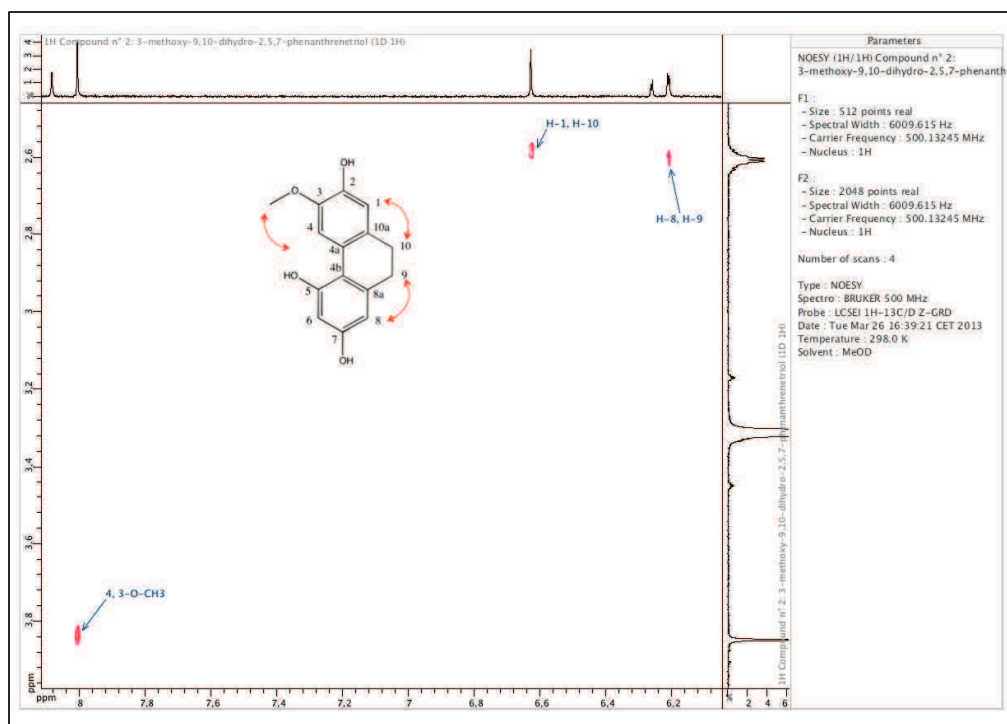 1H Compound n° 2: 3-methoxy-9,10-dihydro-2,5,7-phenanthrenetriol (1D 1H)
4
3
2
1
%
Parameters
NOESY (1H/1H) Compound n° 2:
3-methoxy-9,10-dihydro-2,5,7-phenanth
F1 :
- Size : 512 points real
- Spectral Width : 6009.615 Hz
- Carrier Frequency : 500.13245 MHz
- Nucleus : 1H
F2 :
- Size : 2048 points real
- Spectral Width : 6009.615 Hz
- Carrier Frequency : 500.13245 MHz
- Nucleus : 1H
Number of scans : 4
Type : NOESY
Spectro : BRUKER 500 MHz
Probe : LCSEI 1H-13C/D Z-GRD
Date : Tue Mar 26 16:39:21 CET 2013
Temperature : 298.0 K
Solvent : MeOD
H-1, H-10
H-8, H-9
4, 3-O-CH3
OH
2
O
3
1
4
10a
4a
10
4b
9
HO
5
8a
6
8
7
OH
2,6
2,8
3
3,2
3,4
3,6
3,8
ppm
ppm
8
7,8
7,6
7,4
7,2
7
6,8
6,6
6,4
6,2
%
2
4
6
1H Compound n° 2: 3-methoxy-9,10-dihydro-2,5,7-phenanthrenetriol (1D 1H)